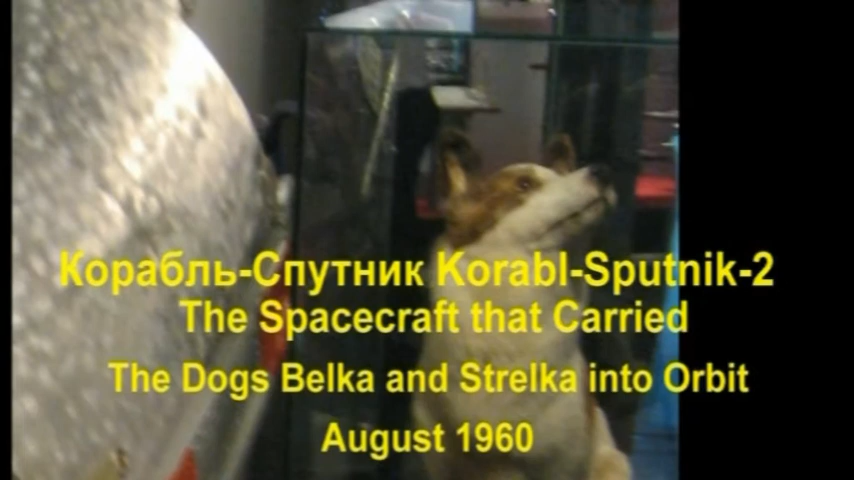 Корабль-Спутник Korabl-Sputnik-2
The Spacecraft that Carried
The Dogs Belka and Strelka into Orbit
August 1960